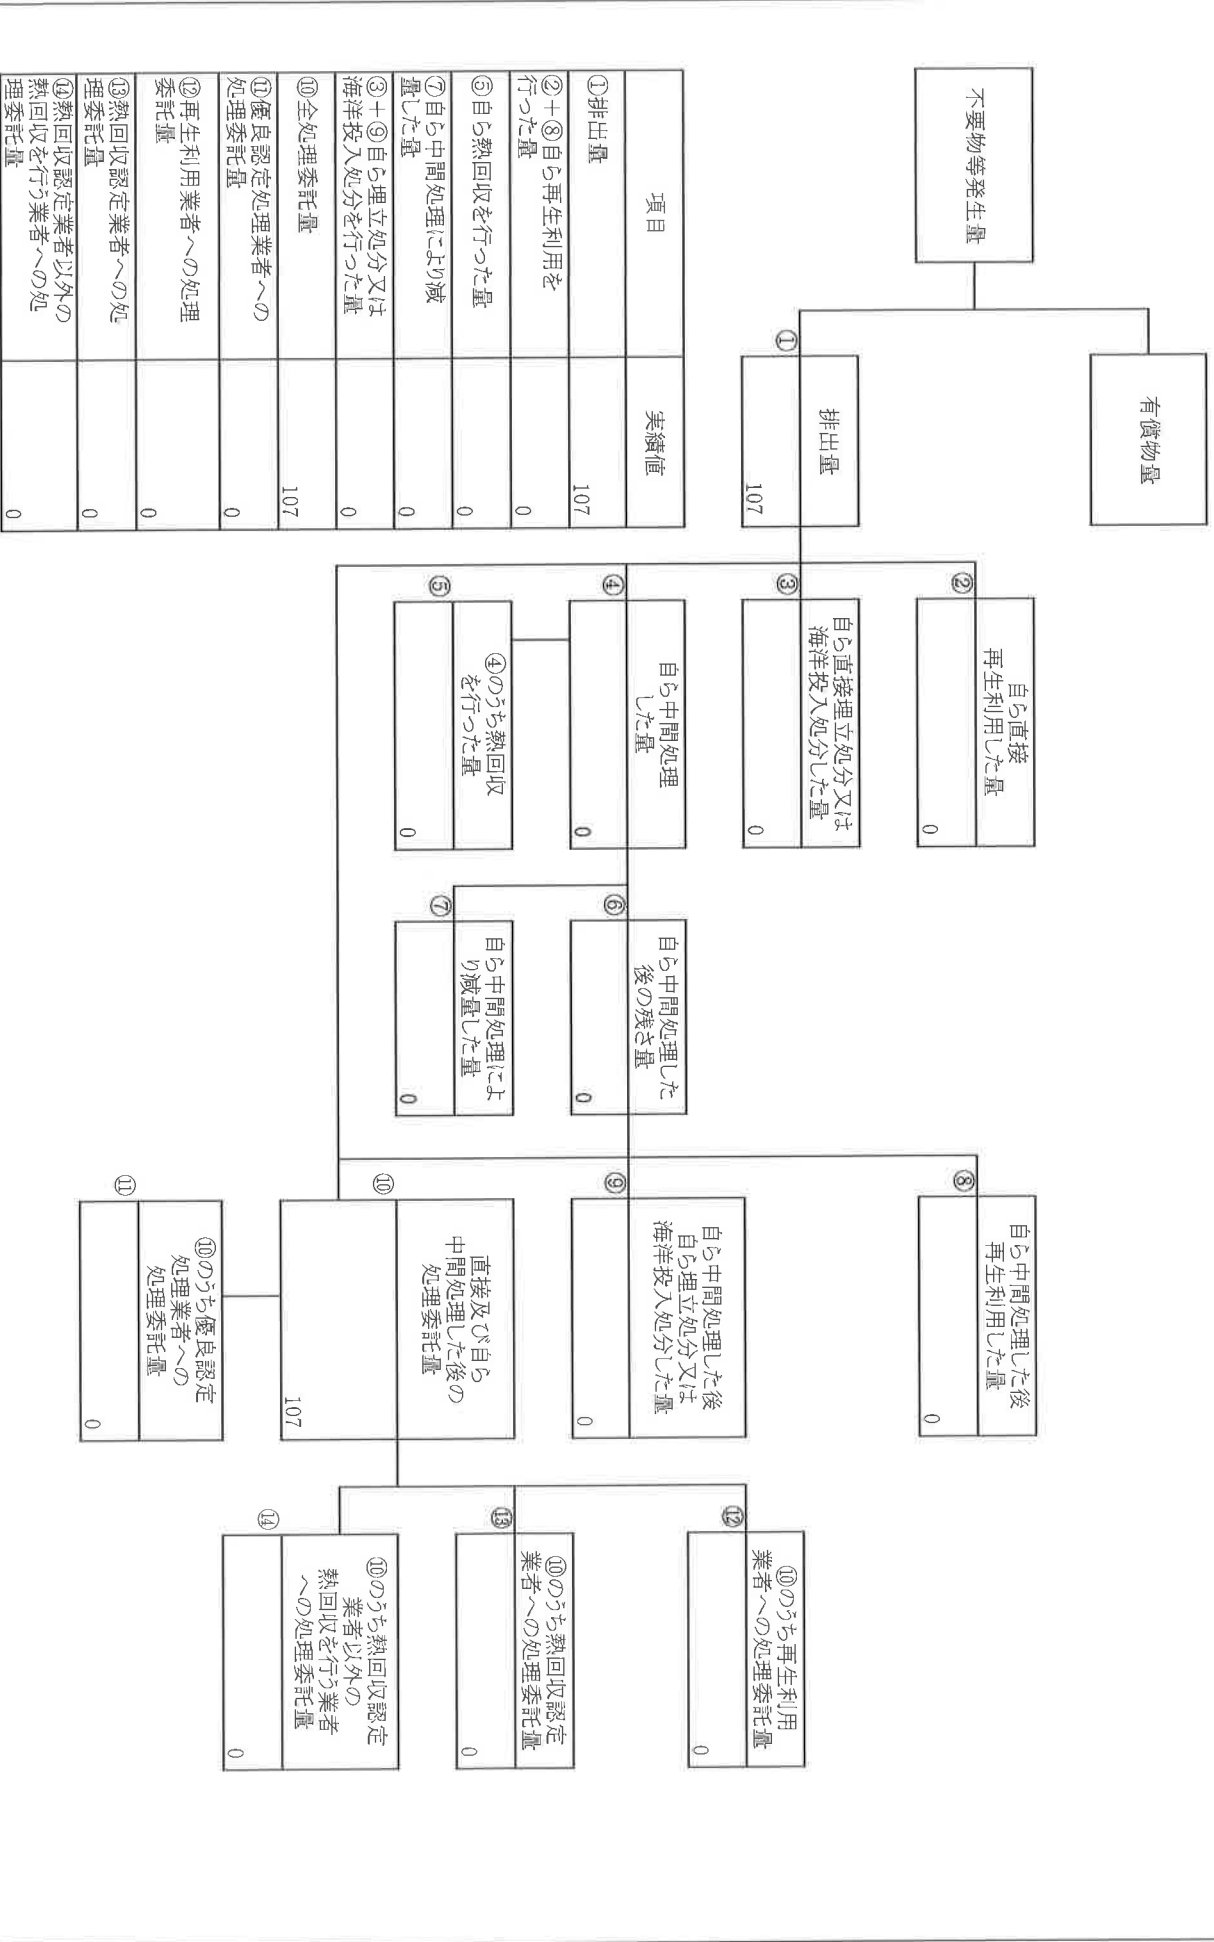 不要物等発生量
有償物量
①
排出量
107
②
自ら直接
再生利用した量
0
③
自ら直接埋立処分又は
海洋投入処分した量
0
④
自ら中間処理
した量
0
⑤
④のうち熱回収
を行った量
0
⑥
自ら中間処理した
後の残さ量
0
⑦
自ら中間処理によ
り減量した量
0
⑧
自ら中間処理した後
再生利用した量
0
⑨
自ら中間処理した後
自ら埋立処分又は
海洋投入処分した量
0
⑩
直接及び自ら
中間処理した後の
処理委託量
107
⑪
⑩のうち優良認定
処理業者への
処理委託量
0
⑫
⑩のうち再生利用
業者への処理委託量
0
⑬
⑩のうち熱回収認定
業者への処理委託量
0
⑭
⑩のうち熱回収認定
業者以外の
熱回収を行う業者
への処理委託量
0
項目 実績値
①排出量 107
②+⑧自ら再生利用を
行った量 0
⑤自ら熱回収を行った量 0
⑦自ら中間処理により減
量した量 0
③+⑨自ら埋立処分又は
海洋投入処分を行った量 0
⑩全処理委託量 107
⑪優良認定処理業者への
処理委託量 0
⑫再生利用業者への処理
委託量 0
⑬熱回収認定業者への処
理委託量 0
⑭熱回収認定業者以外の
熱回収を行う業者への処
理委託量 0